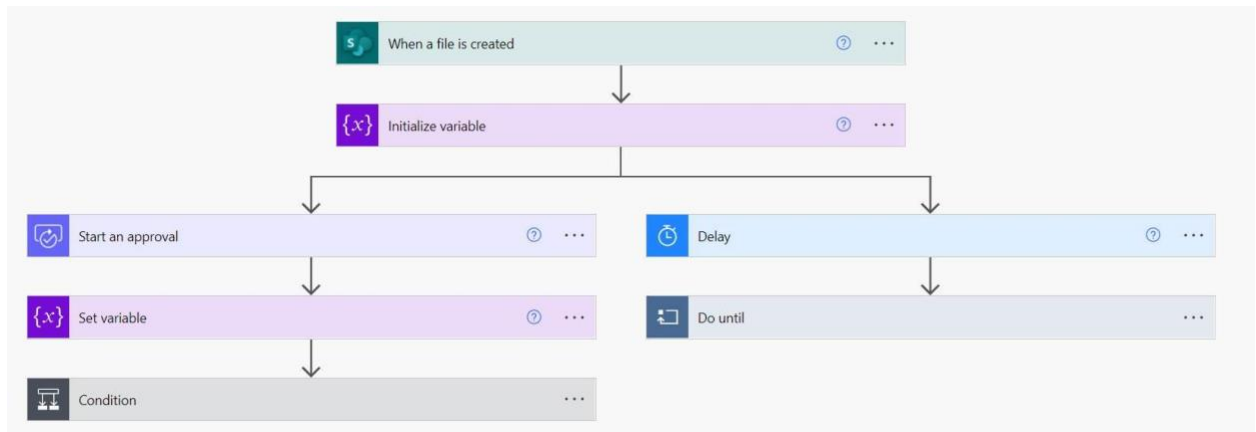 When a file is created
{x} Initialize variable
Start an approval
Delay
{x} Set variable
Do until
Condition